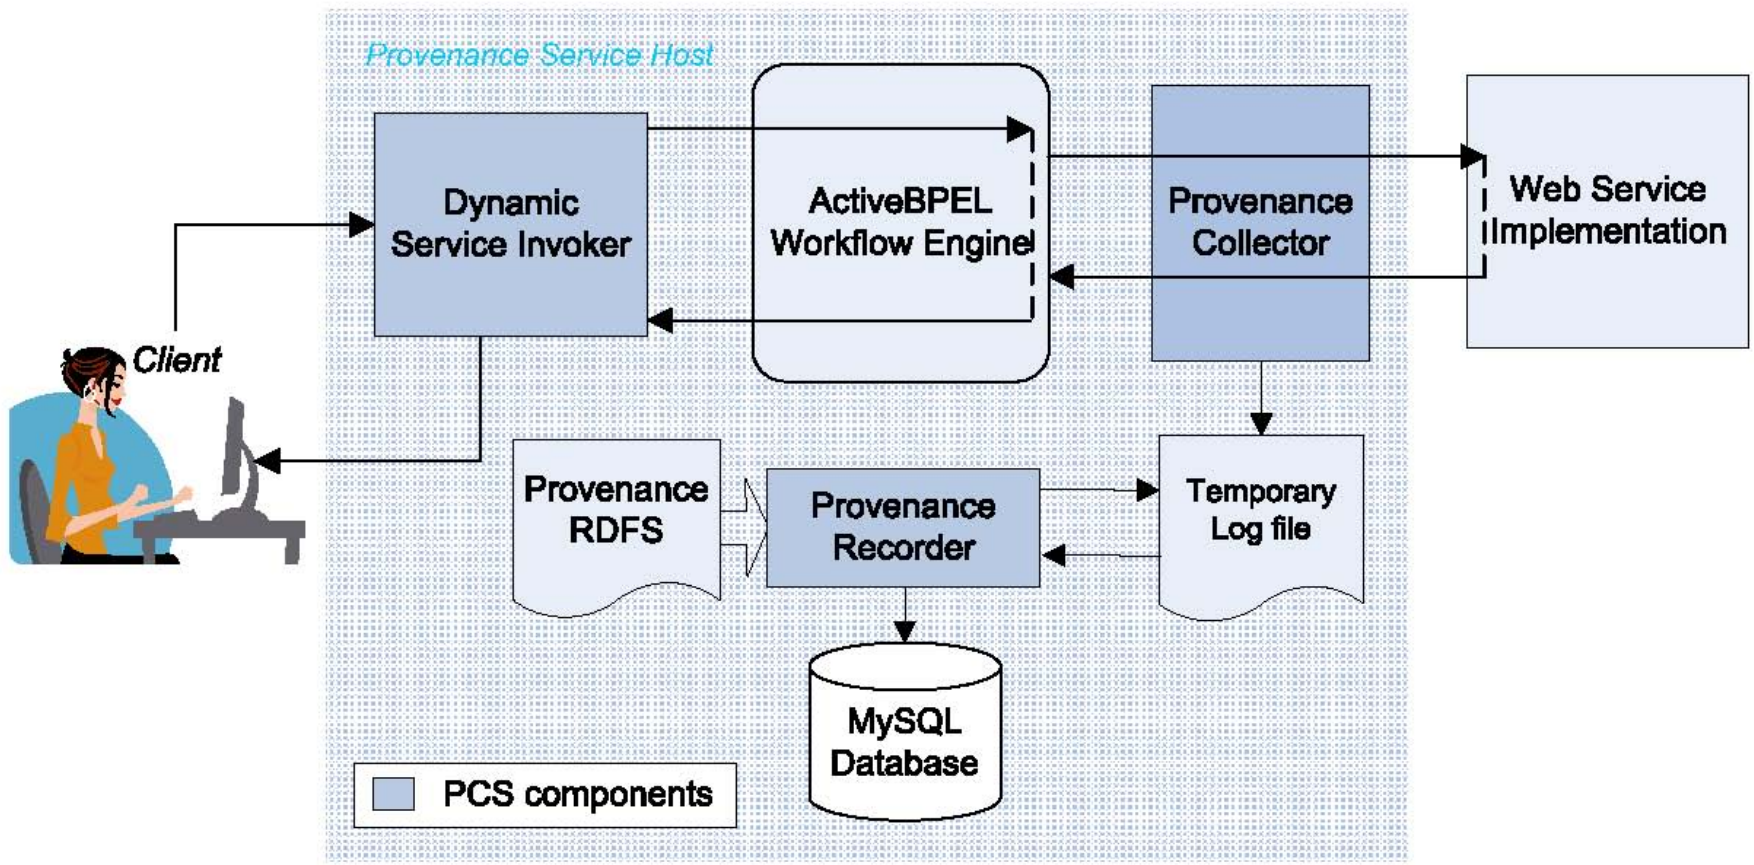 Provenance Service Host
Dynamic
Service Invoker
ActiveBPEL
Workflow Engine
Provenance
Collector
Web Service
Implementation
Client
Provenance
RDFS
Provenance
Recorder
Temporary
Log file
MySQL
Database
PCS components